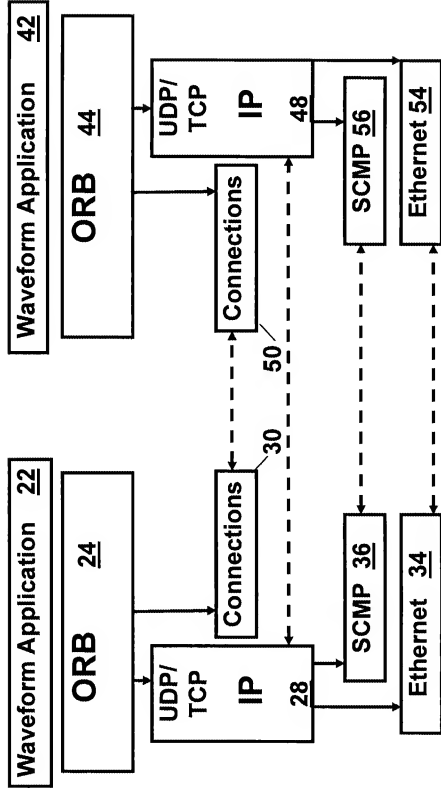 Waveform Application 22
ORB 24
UDP/
TCP
IP
28
Connections
30
SCMP 36
Ethernet 34
Waveform Application 42
ORB 44
UDP/
TCP
IP
48
Connections
50
SCMP 56
Ethernet 54